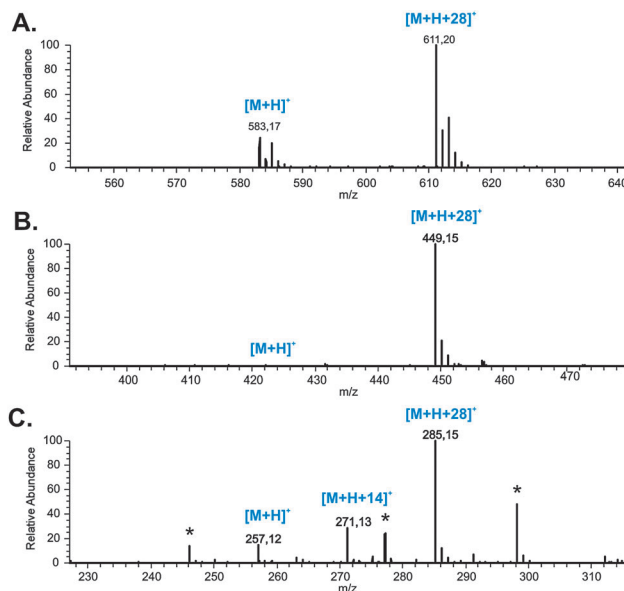 A.
[M+H+28]⁺
611,20
[M+H]⁺
583,17
Relative Abundance
100
80
60
40
20
0
560 570 580 590 600 610 620 630 640
m/z
B.
[M+H+28]⁺
449,15
[M+H]⁺
Relative Abundance
100
80
60
40
20
0
400 410 420 430 440 450 460 470
m/z
C.
[M+H+28]⁺
285,15
[M+H+14]⁺
271,13
[M+H]⁺
257,12
*
*
*
Relative Abundance
100
80
60
40
20
0
230 240 250 260 270 280 290 300 310
m/z